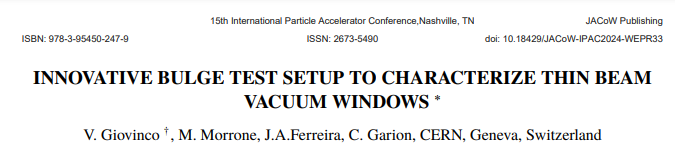 15th International Particle Accelerator Conference,Nashville, TN JACoW Publishing
ISBN: 978-3-95450-247-9 ISSN: 2673-5490 doi: 10.18429/JACoW-IPAC2024-WEPR33
INNOVATIVE BULGE TEST SETUP TO CHARACTERIZE THIN BEAM
VACUUM WINDOWS *
V. Giovinco †, M. Morrone, J.A.Ferreira, C. Garion, CERN, Geneva, Switzerland